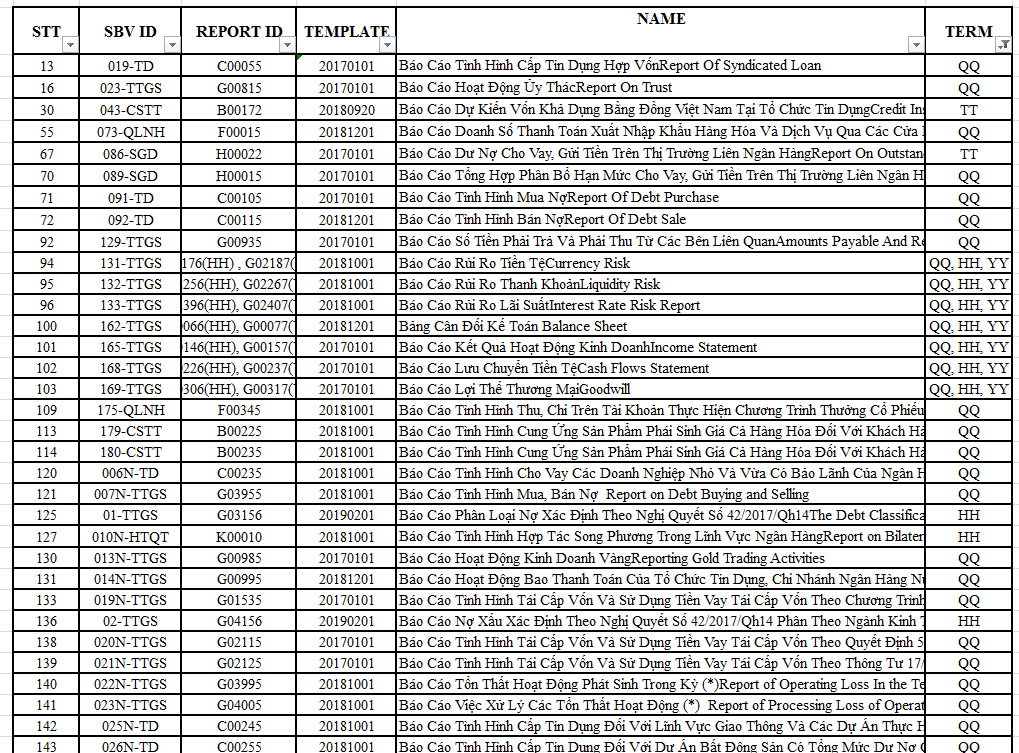 STT SBV ID REPORT ID TEMPLATE NAME TERM
13 019-TD C00055 20170101 Báo Cáo Tình Hình Cấp Tín Dụng Hợp VốnReport Of Syndicated Loan QQ
16 023-TTGS G00815 20170101 Báo Cáo Hoạt Động Ủy ThácReport On Trust QQ
30 043-CSTT B00172 20180920 Báo Cáo Dự Kiến Vốn Khả Dụng Bằng Đồng Việt Nam Tại Tổ Chức Tín DụngCredit TT
55 073-QLNH F00015 20181201 Báo Cáo Doanh Số Thanh Toán Xuất Nhập Khẩu Hàng Hóa Và Dịch Vụ Qua Các Cửa QQ
67 086-SGD H00022 20170101 Báo Cáo Dư Nợ Cho Vay, Gửi Tiền Trên Thị Trường Liên Ngân HàngReport On Outstan TT
70 089-SGD H00015 20170101 Báo Cáo Tổng Hợp Phân Bổ Hạn Mức Cho Vay, Gửi Tiền Trên Thị Trường Liên Ngân H QQ
71 091-TD C00105 20170101 Báo Cáo Tình Hình Mua NợReport Of Debt Purchase QQ
72 092-TD C00115 20181201 Báo Cáo Tình Hình Bán NợReport Of Debt Sale QQ
92 129-TTGS G00935 20170101 Báo Cáo Số Tiền Phải Trả Và Phải Thu Từ Các Bên Liên QuanAmounts Payable And Re QQ
94 131-TTGS 176(HH) , G02187( 20181001 Báo Cáo Rủi Ro Tiền TệCurrency Risk QQ, HH, YY
95 132-TTGS 256(HH), G02267( 20181001 Báo Cáo Rủi Ro Thanh KhoảnLiquidity Risk QQ, HH, YY
96 133-TTGS 396(HH), G02407( 20181001 Báo Cáo Rủi Ro Lãi SuấtInterest Rate Risk Report QQ, HH, YY
100 162-TTGS 066(HH), G00077( 20181201 Bảng Cân Đối Kế Toán Balance Sheet QQ, HH, YY
101 165-TTGS 146(HH), G00157( 20170101 Báo Cáo Kết Quả Hoạt Động Kinh DoanhIncome Statement QQ, HH, YY
102 168-TTGS 226(HH), G00237( 20170101 Báo Cáo Lưu Chuyển Tiền TệCash Flows Statement QQ, HH, YY
103 169-TTGS 306(HH), G00317( 20170101 Báo Cáo Lợi Thế Thương MạiGoodwill QQ, HH, YY
109 175-QLNH F00345 20181001 Báo Cáo Tình Hình Thu, Chi Trên Tài Khoản Thực Hiện Chương Trình Thưởng Cổ Phiếu QQ
113 179-CSTT B00225 20181001 Báo Cáo Tình Hình Cung Ứng Sản Phẩm Phái Sinh Giá Cả Hàng Hóa Đối Với Khách Hà QQ
114 180-CSTT B00235 20181001 Báo Cáo Tình Hình Cung Ứng Sản Phẩm Phái Sinh Giá Cả Hàng Hóa Đối Với Khách Hà QQ
120 006N-TD C00235 20181001 Báo Cáo Tình Hình Cho Vay Các Doanh Nghiệp Nhỏ Và Vừa Có Bảo Lãnh Của Ngân H QQ
121 007N-TTGS G03955 20181001 Báo Cáo Tình Hình Mua, Bán Nợ Report on Debt Buying and Selling QQ
125 01-TTGS G03156 20190201 Báo Cáo Phân Loại Nợ Xác Định Theo Nghị Quyết Số 42/2017/Qh14The Debt Classifica HH
127 010N-HTQT K00010 20181001 Báo Cáo Tình Hình Hợp Tác Song Phương Trong Lĩnh Vực Ngân HàngReport on Bilater HH
130 013N-TTGS G00985 20170101 Báo Cáo Hoạt Động Kinh Doanh VàngReporting Gold Trading Activities QQ
131 014N-TTGS G00995 20181201 Báo Cáo Hoạt Động Bao Thanh Toán Của Tổ Chức Tín Dụng, Chi Nhánh Ngân Hàng QQ
133 019N-TTGS G01535 20170101 Báo Cáo Tình Hình Tái Cấp Vốn Và Sử Dụng Tiền Vay Tái Cấp Vốn Theo Chương Trình QQ
136 02-TTGS G04156 20190201 Báo Cáo Nợ Xấu Xác Định Theo Nghị Quyết Số 42/2017/Qh14 Phân Theo Ngành Kinh T HH
138 020N-TTGS G02115 20170101 Báo Cáo Tình Hình Tái Cấp Vốn Và Sử Dụng Tiền Vay Tái Cấp Vốn Theo Quyết Định 5 QQ
139 021N-TTGS G02125 20170101 Báo Cáo Tình Hình Tái Cấp Vốn Và Sử Dụng Tiền Vay Tái Cấp Vốn Theo Thông Tư 17/ QQ
140 022N-TTGS G03995 20181001 Báo Cáo Tổn Thất Hoạt Động Phát Sinh Trong Kỳ (*)Report of Operating Loss In the Te QQ
141 023N-TTGS G04005 20181001 Báo Cáo Việc Xử Lý Các Tổn Thất Hoạt Động (*) Report of Processing Loss of Operat QQ
142 025N-TD C00245 20181001 Báo Cáo Tình Hình Cấp Tín Dụng Đối Với Lĩnh Vực Giao Thông Và Các Dự Án Thực H QQ
143 026N-TD C00255 20181001 Báo Cáo Tình Hình Cấp Tín Dụng Đối Với Dự Án Bất Động Sản Có Tổng Mức Dư Nợ QQ